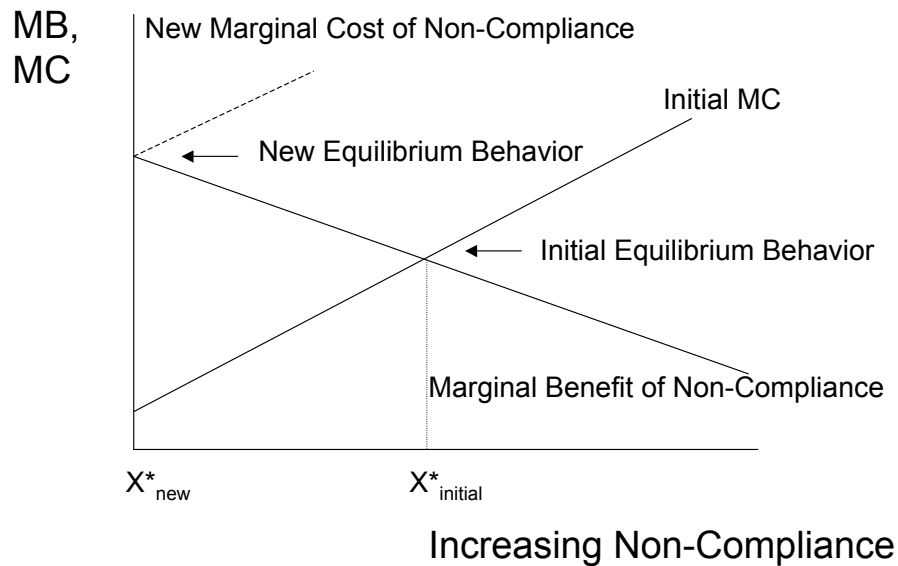 MB,
MC
New Marginal Cost of Non-Compliance
Initial MC
New Equilibrium Behavior
Initial Equilibrium Behavior
Marginal Benefit of Non-Compliance
X*new
X*initial
Increasing Non-Compliance